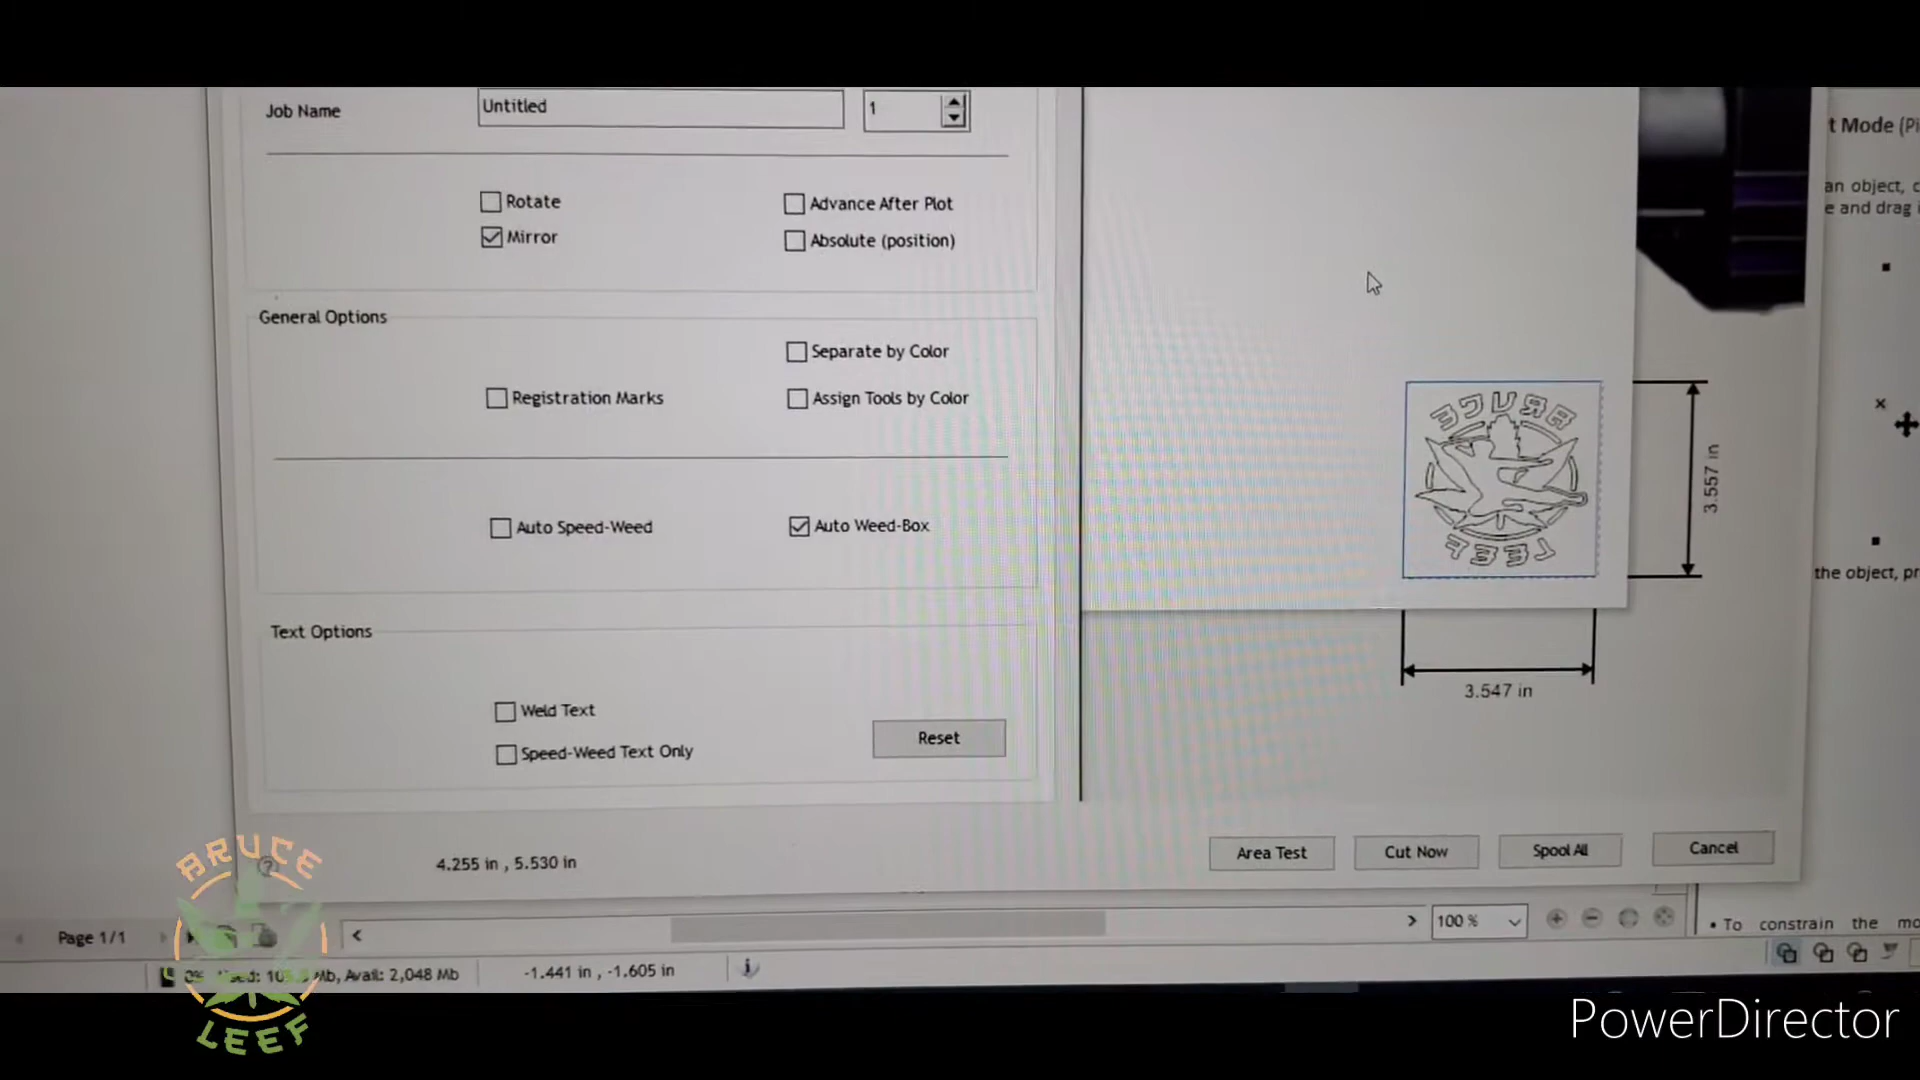 t Mode (Pi
Job Name
Untitled
1
an object, c
e and drag i
Rotate
Advance After Plot
Mirror
Absolute (position)
General Options
Separate by Color
Registration Marks
Assign Tools by Color
BRUCE
LEEF
3.557 in
Auto Speed-Weed
Auto Weed-Box
the object, pr
Text Options
3.547 in
Weld Text
Speed-Weed Text Only
Reset
Area Test
Cut Now
Spool All
Cancel
4.255 in , 5.530 in
BRUCE
?
LEEF
Page 1/1
100 %
• To constrain the mo
Mb, Avail: 2,048 Mb
-1.441 in , -1.605 in
PowerDirector